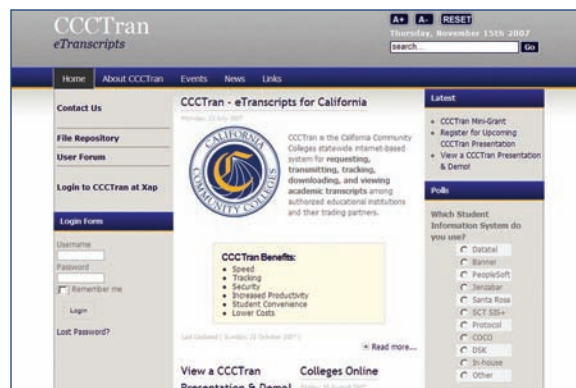 CCCTran
eTranscripts
A+ A- RESET
Thursday, November 15th 2007
search...
Go
Home About CCCTran Events News Links
Contact Us
File Repository
User Forum
Login to CCCTran at Xap
Login Form
Username
Password
Remember me
Login
Lost Password?
CCCTran - eTranscripts for California
Monday, 23 July 2007
CALIFORNIA
COMMUNITY COLLEGES
CCCTran is the California Community
Colleges statewide internet-based
system for requesting,
transmitting, tracking,
downloading, and viewing
academic transcripts among
authorized educational institutions
and their trading partners.
CCCTran Benefits:
Speed
Tracking
Security
Increased Productivity
Student Convenience
Lower Costs
Last Updated ( Sunday, October 2007 )
Read more...
View a CCCTran
Presentation & Demo!
Colleges Online
Latest
CCCTran Mini-Grant
Register for Upcoming
CCCTran Presentation
View a CCCTran Presentation
& Demo!
Polls
Which Student
Information System do
you use?
Datatel
Banner
PeopleSoft
Jenzabar
Santa Rosa
SCT SIS+
Protocol
COCO
DSK
In-house
Other